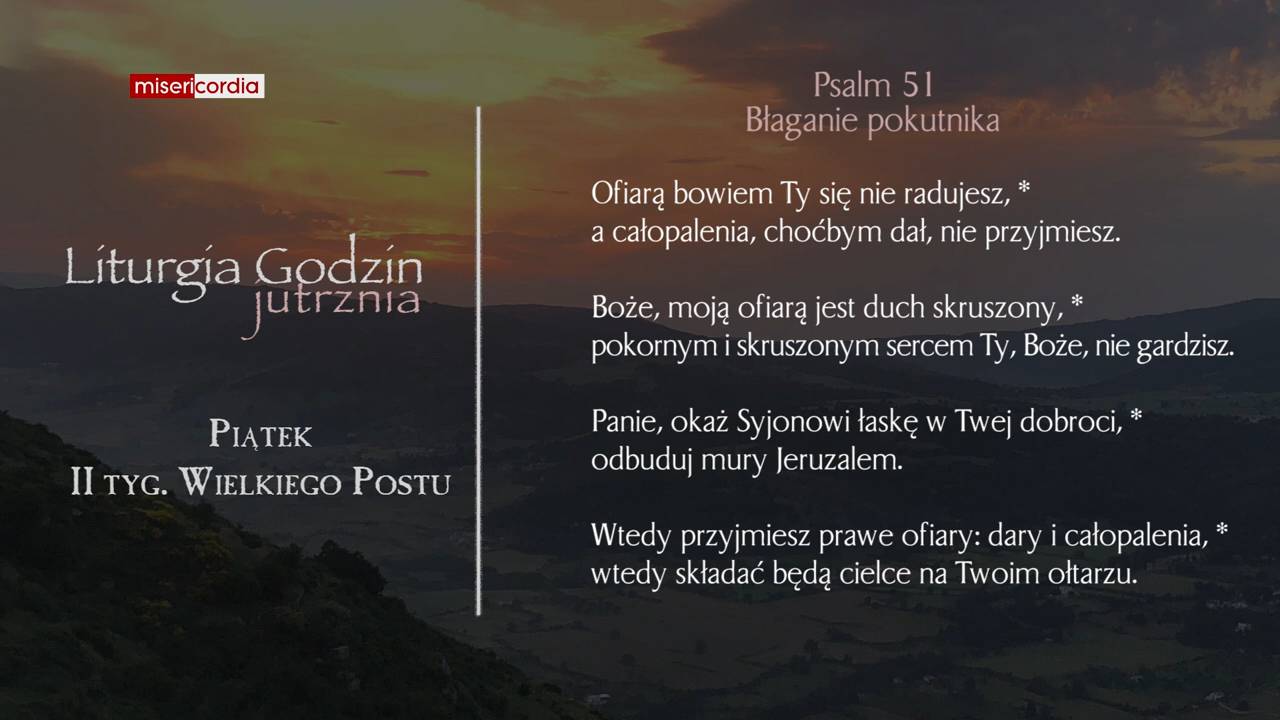 misericordia
Liturgia Godzin
jutrznia
Piątek
II tyg. Wielkiego Postu
Psalm 51
Błaganie pokutnika
Ofiarą bowiem Ty się nie radujesz, *
a całopalenia, choćbym dał, nie przyjmiesz.
Boże, moją ofiarą jest duch skruszony, *
pokornym i skruszonym sercem Ty, Boże, nie gardzisz.
Panie, okaż Syjonowi łaskę w Twej dobroci, *
odbuduj mury Jeruzalem.
Wtedy przyjmiesz prawe ofiary: dary i całopalenia, *
wtedy składać będą cielce na Twoim ołtarzu.